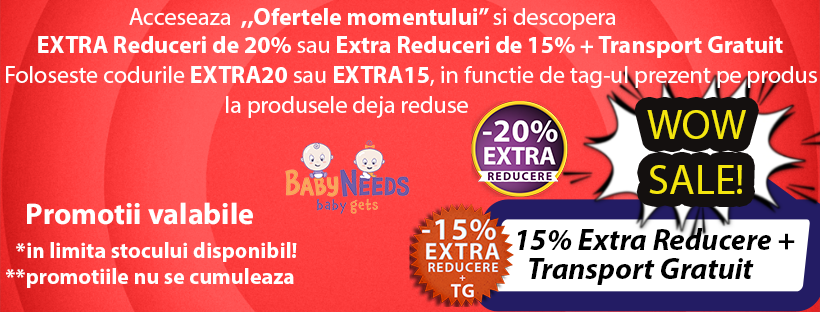 Acceseaza ,,Ofertele momentului” si descopera
EXTRA Reduceri de 20% sau Extra Reduceri de 15% + Transport Gratuit
Foloseste codurile EXTRA20 sau EXTRA15, in functie de tag-ul prezent pe produs
la produsele deja reduse
-20%
EXTRA
REDUCERE
WOW
SALE!
BABYNEEDS
baby gets
Promotii valabile
*in limita stocului disponibil!
**promotiile nu se cumuleaza
-15%
EXTRA
REDUCERE
+
TG
15% Extra Reducere +
Transport Gratuit